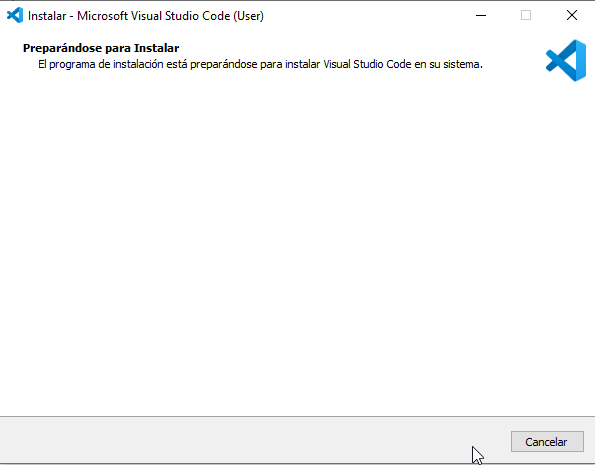 Instalar - Microsoft Visual Studio Code (User)
Preparándose para Instalar
El programa de instalación está preparándose para instalar Visual Studio Code en su sistema.
Cancelar